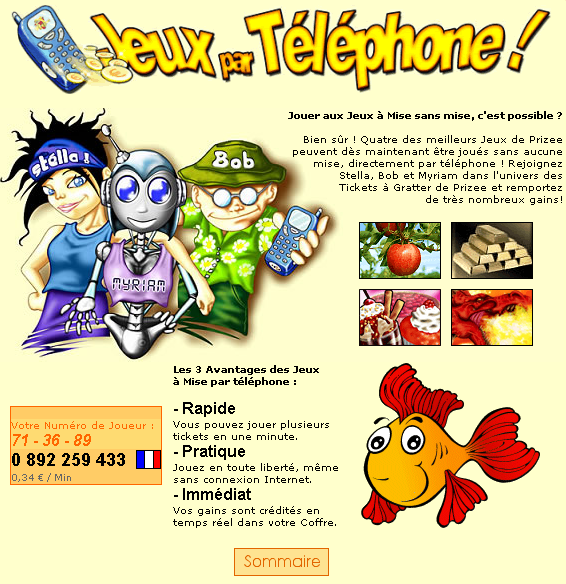 Jeux par Téléphone !
Jouer aux Jeux à Mise sans mise, c'est possible ?
Bien sûr ! Quatre des meilleurs Jeux de Prizee
peuvent dès maintenant être joués sans aucune
mise, directement par téléphone ! Rejoignez
Stella, Bob et Myriam dans l'univers des
Tickets à Gratter de Prizee et remportez
de très nombreux gains!
stélla !
Bob
MYRIAM
Les 3 Avantages des Jeux
à Mise par téléphone :
- Rapide
Vous pouvez jouer plusieurs
tickets en une minute.
- Pratique
Jouez en toute liberté, même
sans connexion Internet.
- Immédiat
Vos gains sont crédités en
temps réel dans votre Coffre.
Votre Numéro de Joueur :
71 - 36 - 89
0 892 259 433
0,34 € / Min
Sommaire